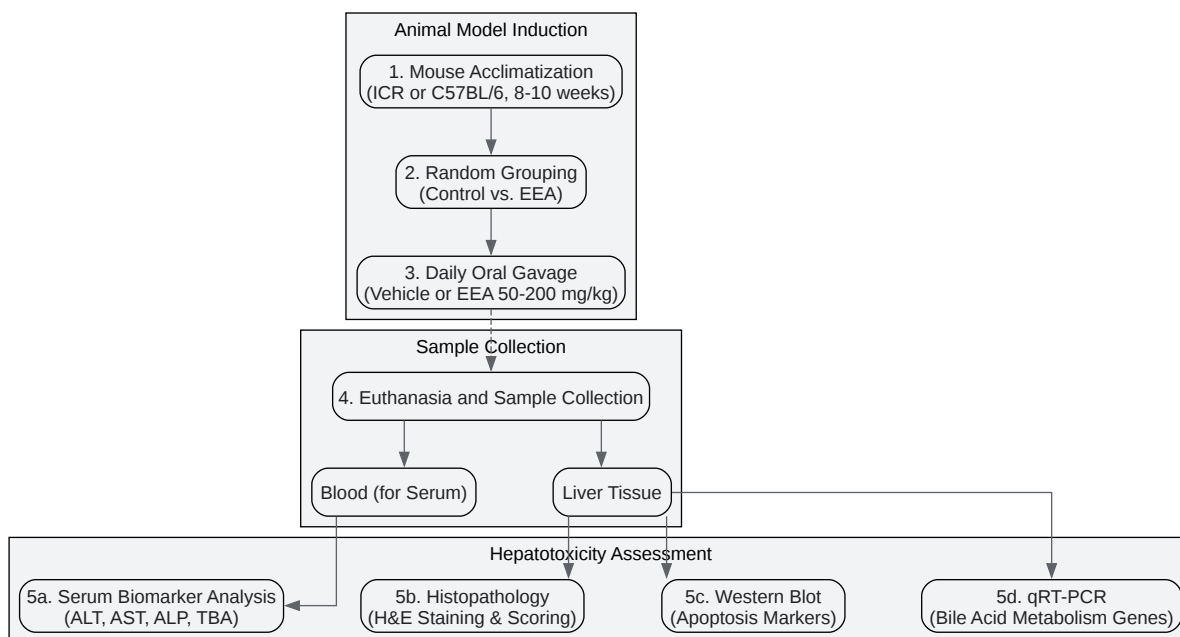 Animal Model Induction
1. Mouse Acclimatization
(ICR or C57BL/6, 8-10 weeks)
2. Random Grouping
(Control vs. EEA)
3. Daily Oral Gavage
(Vehicle or EEA 50-200 mg/kg)
Sample Collection
4. Euthanasia and Sample Collection
Blood (for Serum)
Liver Tissue
Hepatotoxicity Assessment
5a. Serum Biomarker Analysis
(ALT, AST, ALP, TBA)
5b. Histopathology
(H&E Staining & Scoring)
5c. Western Blot
(Apoptosis Markers)
5d. qRT-PCR
(Bile Acid Metabolism Genes)